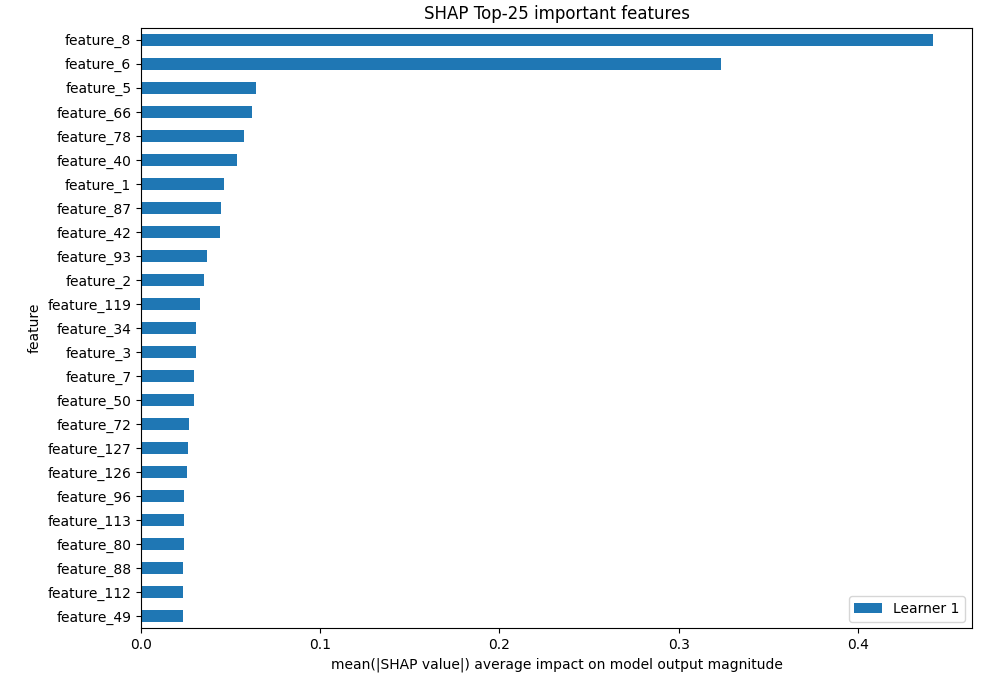 SHAP Top-25 important features
feature_8
feature_6
feature_5
feature_66
feature_78
feature_40
feature_1
feature_87
feature_42
feature_93
feature_2
feature_119
feature_34
feature_3
feature_7
feature_50
feature_72
feature_127
feature_126
feature_96
feature_113
feature_80
feature_88
feature_112
feature_49
feature
Learner 1
0.0 0.1 0.2 0.3 0.4
mean(|SHAP value|) average impact on model output magnitude